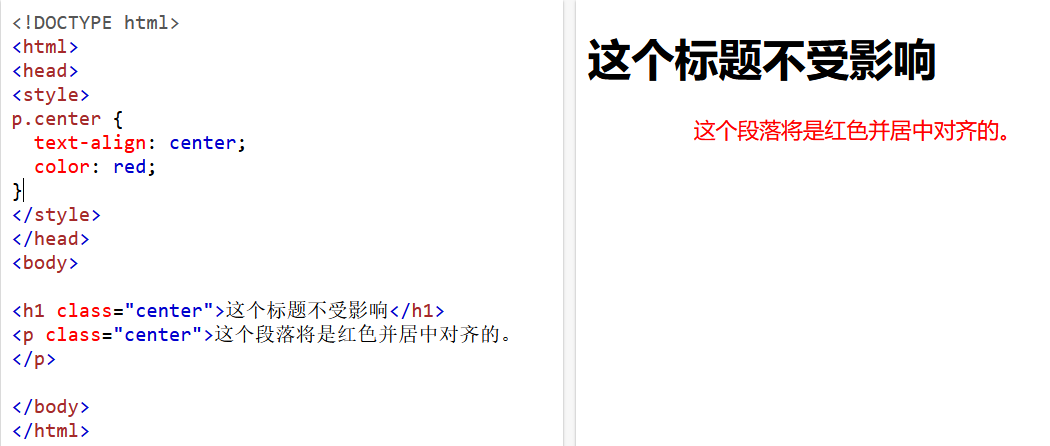 <!DOCTYPE html>
<html>
<head>
<style>
p.center {
  text-align: center;
  color: red;
}
</style>
</head>
<body>
<h1 class="center">这个标题不受影响</h1>
<p class="center">这个段落将是红色并居中对齐的。
</p>
</body>
</html>
这个标题不受影响
这个段落将是红色并居中对齐的。